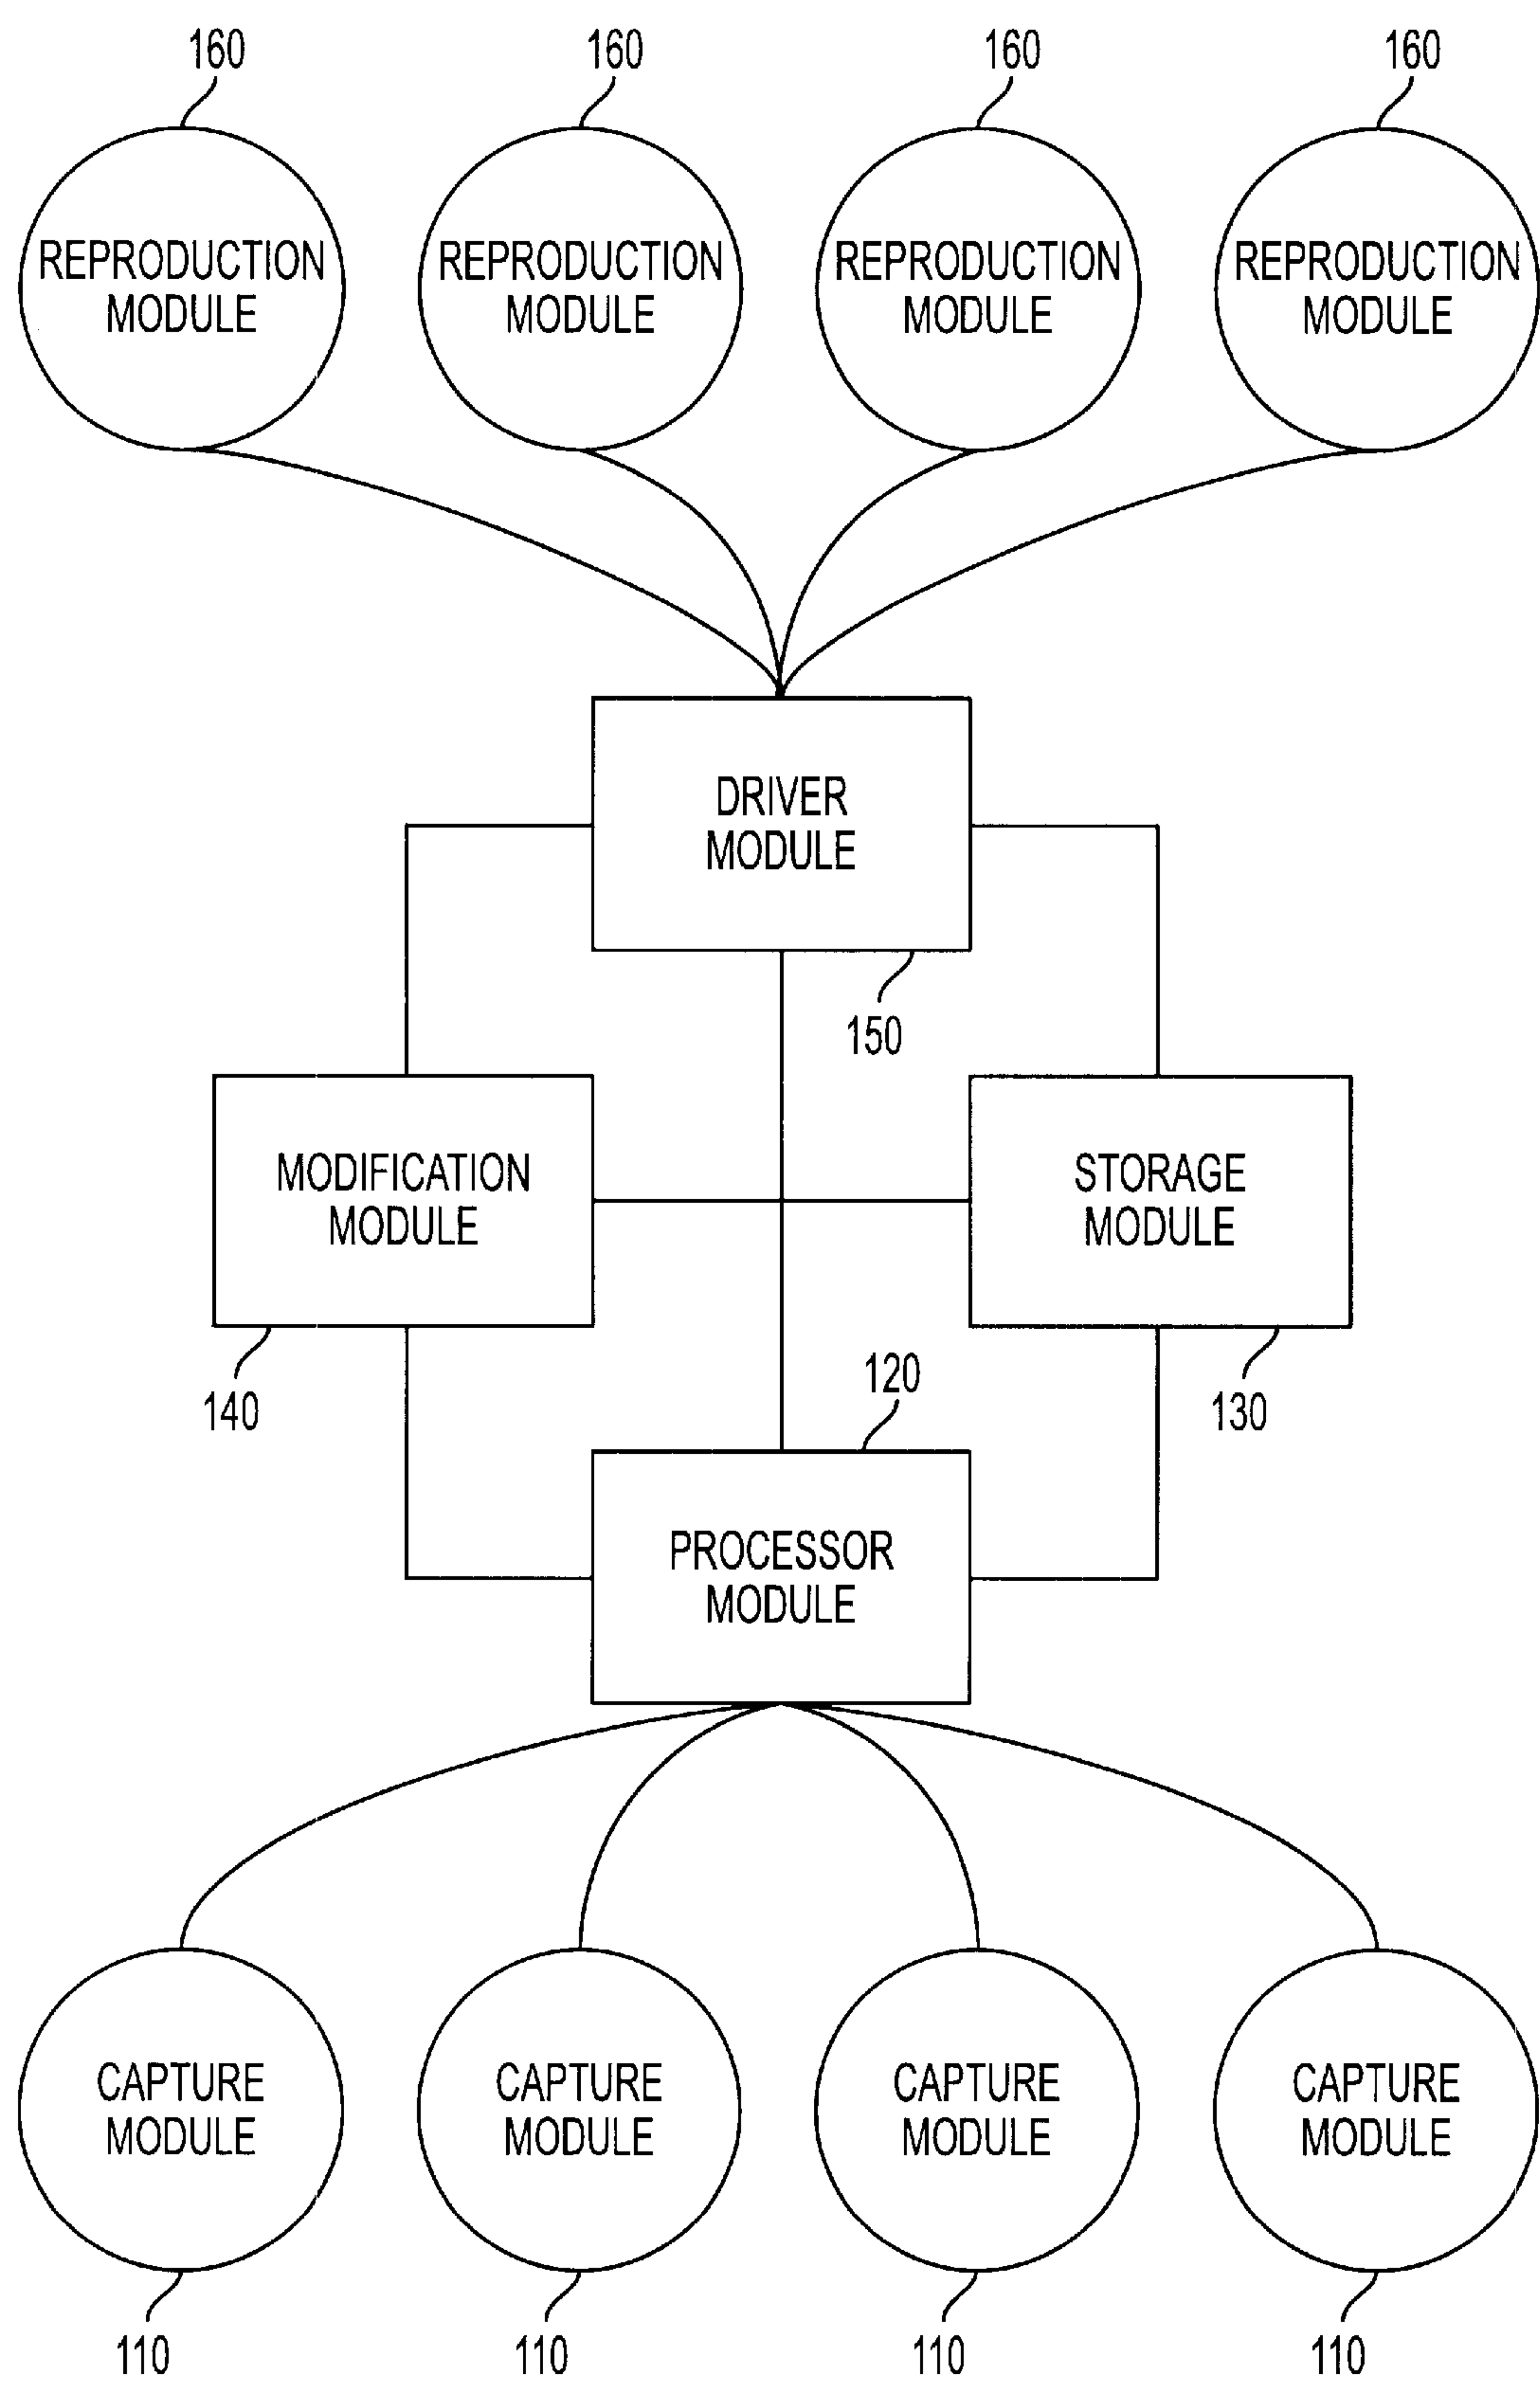 160 160 160 160
REPRODUCTION REPRODUCTION REPRODUCTION REPRODUCTION
MODULE MODULE MODULE MODULE
DRIVER
MODULE
150
MODIFICATION
MODULE
STORAGE
MODULE
140
120
130
PROCESSOR
MODULE
CAPTURE CAPTURE CAPTURE CAPTURE
MODULE MODULE MODULE MODULE
110 110 110 110